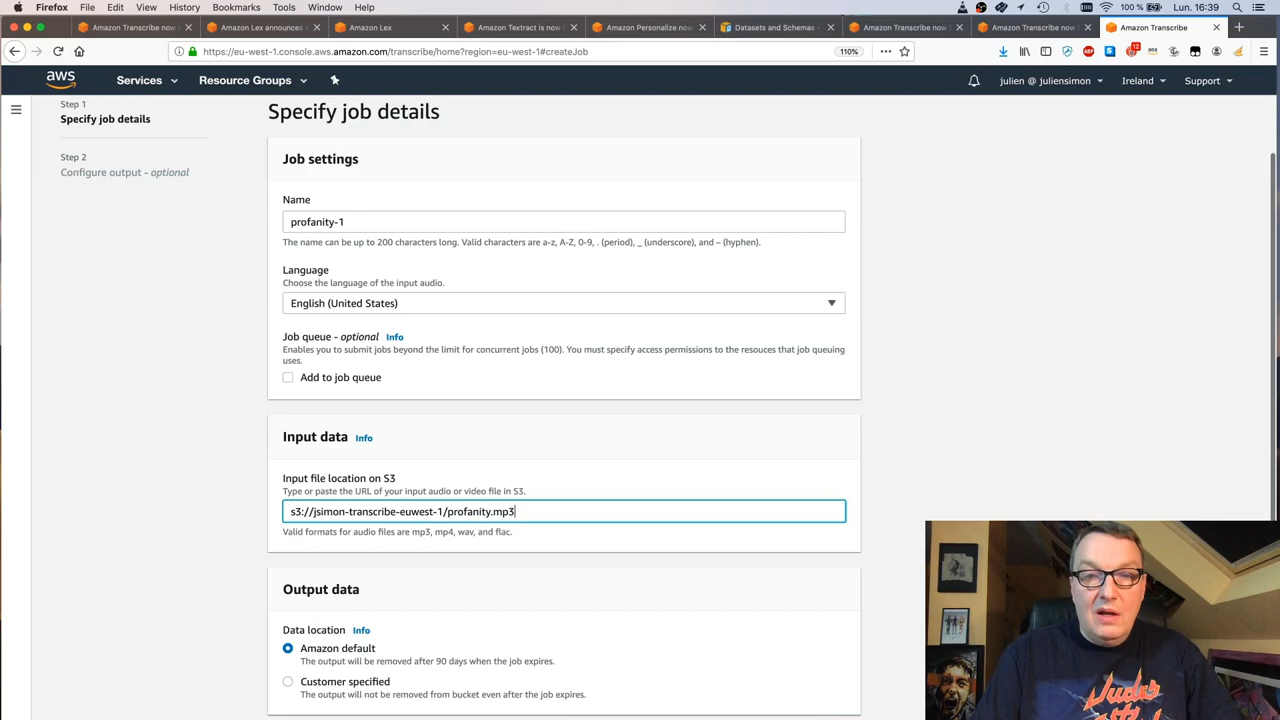 Firefox File Edit View History Bookmarks Tools Window Help 100 % Lun. 16:39
Amazon Transcribe now Amazon Lex announces Amazon Lex Amazon Textract is now Amazon Personalize now Datasets and Schemas - Amazon Transcribe now Amazon Transcribe now Amazon Transcribe
https://eu-west-1.console.aws.amazon.com/transcribe/home?region=eu-west-1#createJob 110% ABP 12
aws Services Resource Groups julien @ juliensimon Ireland Support
Step 1
Specify job details
Step 2
Configure output - optional
Specify job details
Job settings
Name
profanity-1
The name can be up to 200 characters long. Valid characters are a-z, A-Z, 0-9, . (period), _ (underscore), and – (hyphen).
Language
Choose the language of the input audio.
English (United States)
Job queue - optional Info
Enables you to submit jobs beyond the limit for concurrent jobs (100). You must specify access permissions to the resouces that job queuing
uses.
Add to job queue
Input data Info
Input file location on S3
Type or paste the URL of your input audio or video file in S3.
s3://jsimon-transcribe-euwest-1/profanity.mp3
Valid formats for audio files are mp3, mp4, wav, and flac.
Output data
Data location Info
Amazon default
The output will be removed after 90 days when the job expires.
Customer specified
The output will not be removed from bucket even after the job expires.